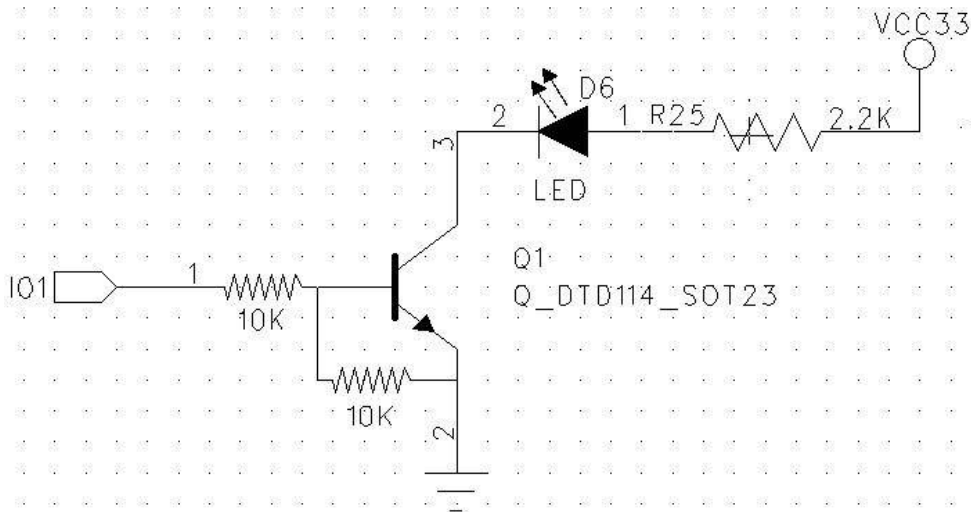 VCC33
D6
2 1 R25 2.2K
3
LED
Q1
IO1 1
Q_DTD114_SOT23
10K
10K
2